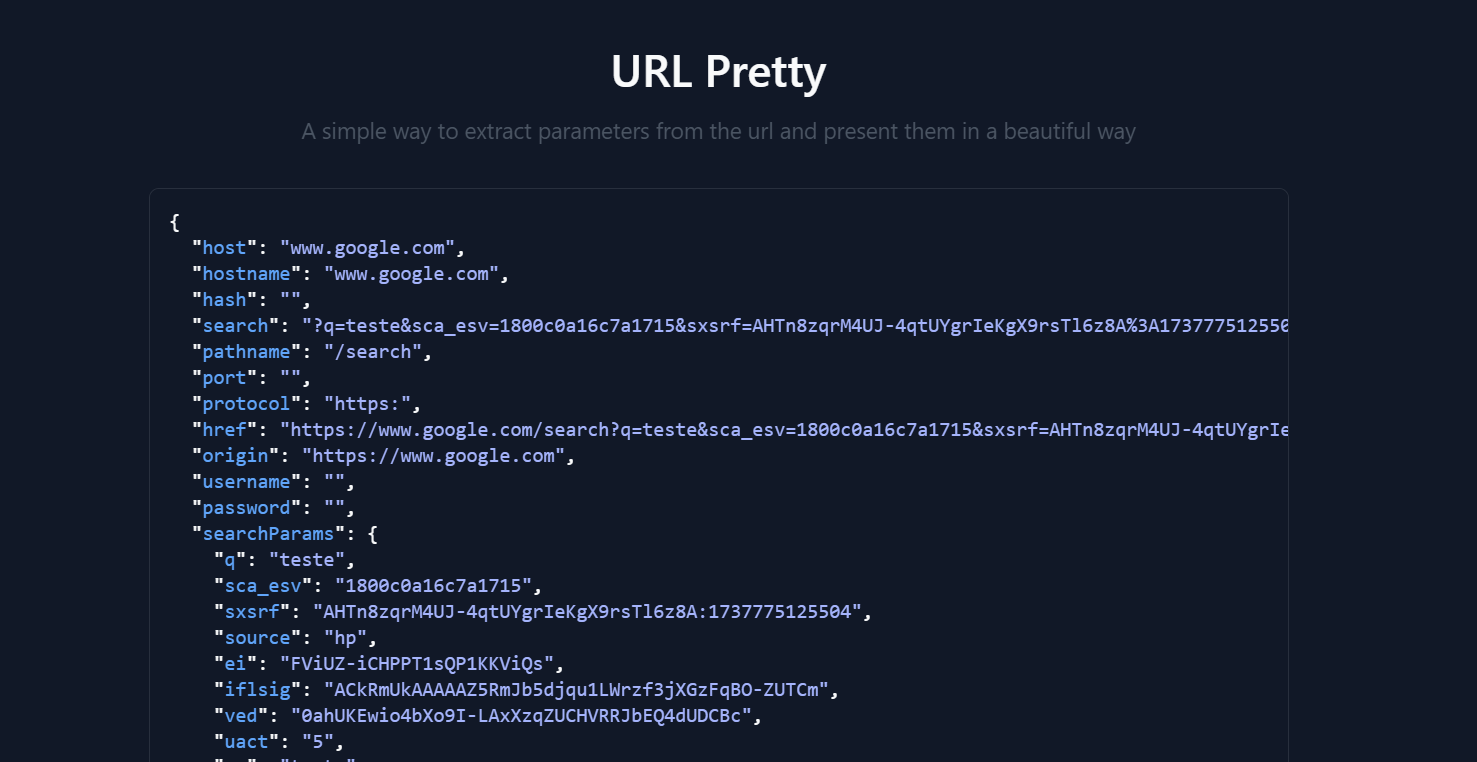 URL Pretty
A simple way to extract parameters from the url and present them in a beautiful way
{
"host": "www.google.com",
"hostname": "www.google.com",
"hash": "",
"search": "?q=teste&sca_esv=1800c0a16c7a1715&sxsrf=AHTn8zqrM4UJ-4qtUYgrIeKgX9rsTl6z8A%3A1737775125504
"pathname": "/search",
"port": "",
"protocol": "https:",
"href": "https://www.google.com/search?q=teste&sca_esv=1800c0a16c7a1715&sxsrf=AHTn8zqrM4UJ-4qtUYgrIe
"origin": "https://www.google.com",
"username": "",
"password": "",
"searchParams": {
"q": "teste",
"sca_esv": "1800c0a16c7a1715",
"sxsrf": "AHTn8zqrM4UJ-4qtUYgrIeKgX9rsTl6z8A:1737775125504",
"source": "hp",
"ei": "FViUZ-iCHPPT1sQP1KKViQs",
"iflsig": "ACkRmUkAAAAAZ5RmJb5djqu1LWrzf3jXGzFqBO-ZUTCm",
"ved": "0ahUKEwio4bXo9I-LAxXzqZUCHVRRJbEQ4dUDCBc",
"uact": "5",